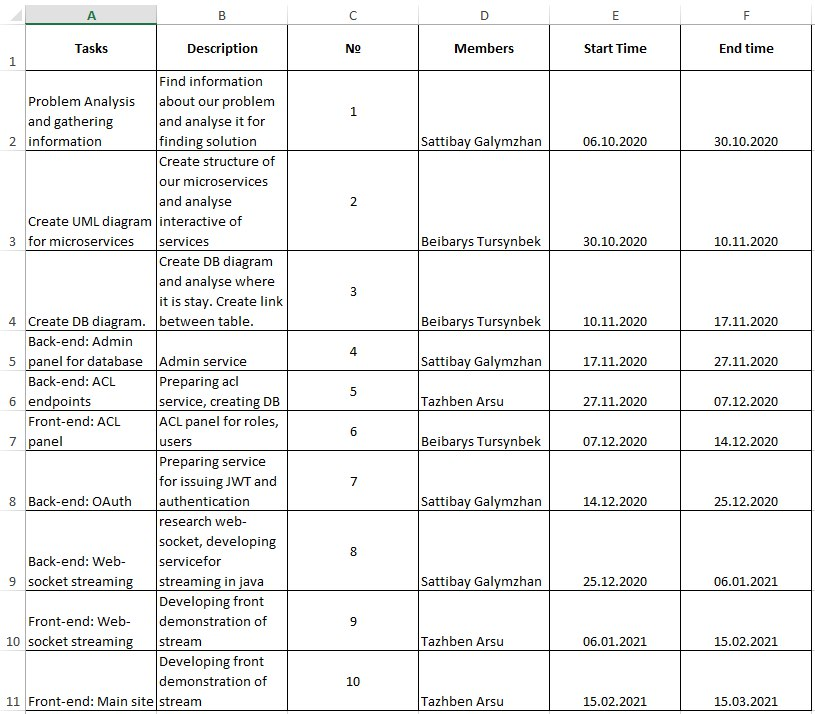 A B C D E F
1 Tasks Description № Members Start Time End time
Find information
Problem Analysis about our problem
and gathering and analyse it for 1
2 information finding solution Sattibay Galymzhan 06.10.2020 30.10.2020
Create structure of
our microservices
and analyse 2
Create UML diagram interactive of
3 for microservices services Beibarys Tursynbek 30.10.2020 10.11.2020
Create DB diagram
and analyse where
it is stay. Create link 3
4 Create DB diagram. between table. Beibarys Tursynbek 10.11.2020 17.11.2020
Back-end: Admin 4
5 panel for database Admin service Sattibay Galymzhan 17.11.2020 27.11.2020
Back-end: ACL Preparing acl 5
6 endpoints service, creating DB Tazhben Arsu 27.11.2020 07.12.2020
Front-end: ACL ACL panel for roles, 6
7 panel users Beibarys Tursynbek 07.12.2020 14.12.2020
Preparing service
for issuing JWT and 7
8 Back-end: OAuth authentication Sattibay Galymzhan 14.12.2020 25.12.2020
research web-
socket, developing 8
Back-end: Web- servicefor
9 socket streaming streaming in java Sattibay Galymzhan 25.12.2020 06.01.2021
Developing front
Front-end: Web- demonstration of 9
10 socket streaming stream Tazhben Arsu 06.01.2021 15.02.2021
Developing front
demonstration of 10
11 Front-end: Main site stream Tazhben Arsu 15.02.2021 15.03.2021